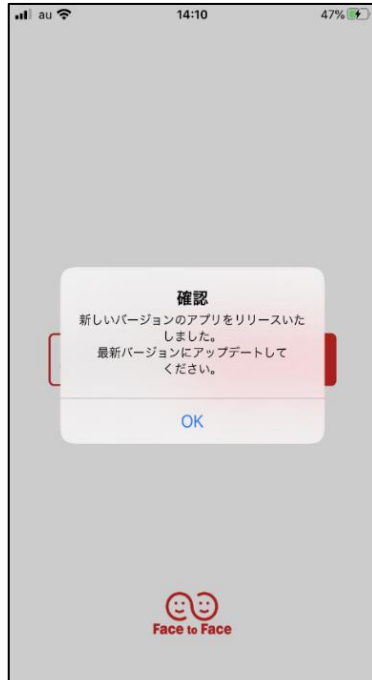 au
14:10
47%
確認
新しいバージョンのアプリをリリースいた
しました。
最新バージョンにアップデートして
ください。
OK
Face to Face